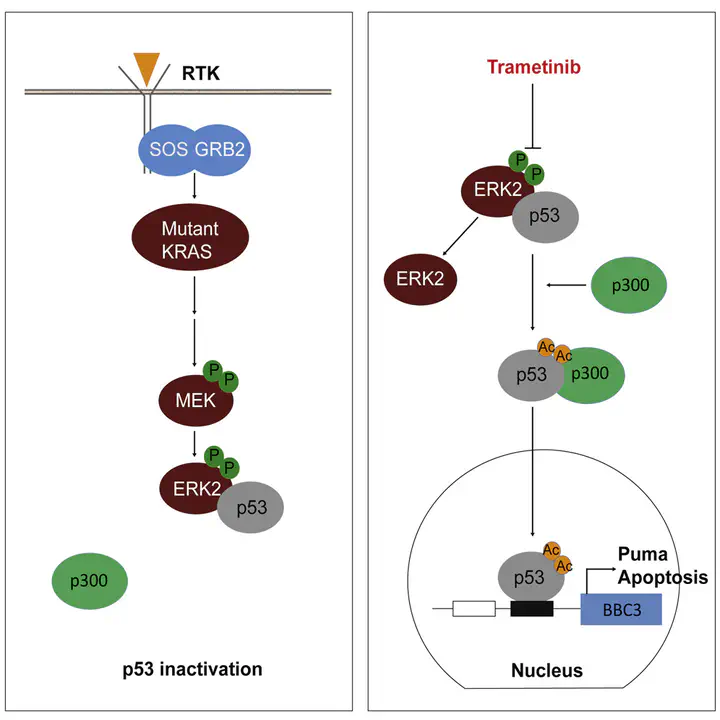 RTK
SOS GRB2
Mutant
KRAS
P
P
MEK
P
P
ERK2
p53
p300
p53 inactivation
Trametinib
P
P
ERK2
p53
ERK2
p300
Ac
Ac
p53
p300
Ac
Ac
p53
Puma
Apoptosis
BBC3
Nucleus